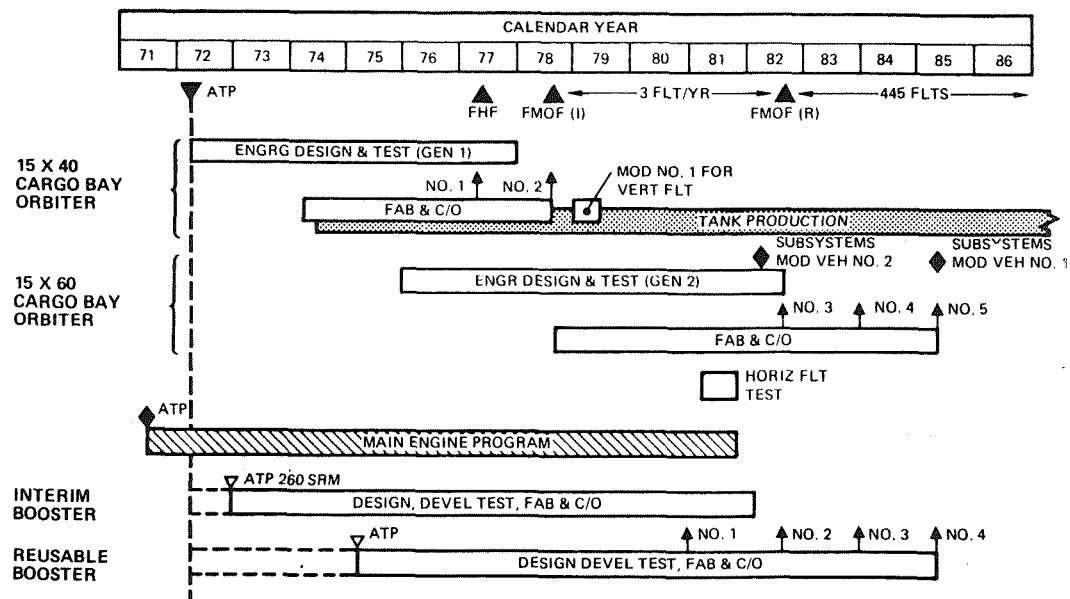 CALENDAR YEAR
71 72 73 74 75 76 77 78 79 80 81 82 83 84 85 86
ATP
FHF
FMOF (I)
3 FLT/YR
FMOF (R)
445 FLTS
15 X 40
CARGO BAY
ORBITER
ENGRG DESIGN & TEST (GEN 1)
NO. 1
NO. 2
MOD NO. 1 FOR
VERT FLT
FAB & C/O
TANK PRODUCTION
15 X 60
CARGO BAY
ORBITER
SUBSYSTEMS
MOD VEH NO. 2
SUBSYSTEMS
MOD VEH NO. 1
ENGR DESIGN & TEST (GEN 2)
NO. 3
NO. 4
NO. 5
FAB & C/O
HORIZ FLT
TEST
ATP
MAIN ENGINE PROGRAM
INTERIM
BOOSTER
ATP 260 SRM
DESIGN, DEVEL TEST, FAB & C/O
REUSABLE
BOOSTER
ATP
NO. 1
NO. 2
NO. 3
NO. 4
DESIGN DEVEL TEST, FAB & C/O